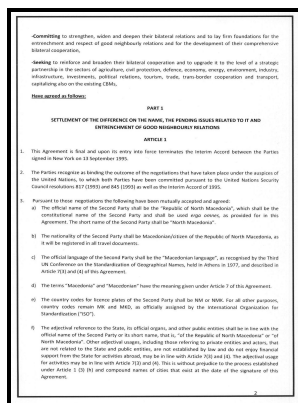 -Committing to strengthen, widen and deepen their bilateral relations and to lay firm foundations for the
entrenchment and respect of good neighbourly relations and for the development of their comprehensive
bilateral cooperation,
-Seeking to reinforce and broaden their bilateral cooperation and to upgrade it to the level of a strategic
partnership in the sectors of agriculture, civil protection, defence, economy, energy, environment, industry,
infrastructure, investments, political relations, tourism, trade, trans-border cooperation and transport,
capitalizing also on the existing CBMs.
Have agreed as follows:
PART 1
SETTLEMENT OF THE DIFFERENCE ON THE NAME, THE PENDING ISSUES RELATED TO IT AND
ENTRENCHMENT OF GOOD NEIGHBOURLY RELATIONS
ARTICLE 1
1. This Agreement is final and upon its entry into force terminates the Interim Accord between the Parties
signed in New York on 13 September 1995.
2. The Parties recognize as binding the outcome of the negotiations that have taken place under the auspices of
the United Nations, to which both Parties have been committed pursuant to the United Nations Security
Council resolutions 817 (1993) and 845 (1993) as well as the Interim Accord of 1995.
3. Pursuant to those negotiations the following have been mutually accepted and agreed:
a) The official name of the Second Party shall be the "Republic of North Macedonia", which shall be the
constitutional name of the Second Party and shall be used erga omnes, as provided for in this
Agreement. The short name of the Second Party shall be "North Macedonia".
b) The nationality of the Second Party shall be Macedonian/citizen of the Republic of North Macedonia, as
it will be registered in all travel documents.
c) The official language of the Second Party shall be the "Macedonian language", as recognised by the Third
UN Conference on the Standardization of Geographical Names, held in Athens in 1977, and described in
Article 7(3) and (4) of this Agreement.
d) The terms "Macedonia" and "Macedonian" have the meaning given under Article 7 of this Agreement.
e) The country codes for licence plates of the Second Party shall be NM or NMK. For all other purposes,
country codes remain MK and MKD, as officially assigned by the International Organization for
Standardization ("ISO").
f) The adjectival reference to the State, its official organs, and other public entities shall be in line with the
official name of the Second Party or its short name, that is, "of the Republic of North Macedonia" or "of
North Macedonia". Other adjectival usages, including those referring to private entities and actors, that
are not related to the State and public entities, are not established by law and do not enjoy financial
support from the State for activities abroad, may be in line with Article 7(3) and (4). The adjectival usage
for activities may be in line with Article 7(3) and (4). This is without prejudice to the process established
under Article 1 (3) (h) and compound names of cities that exist at the date of the signature of this
Agreement.
2